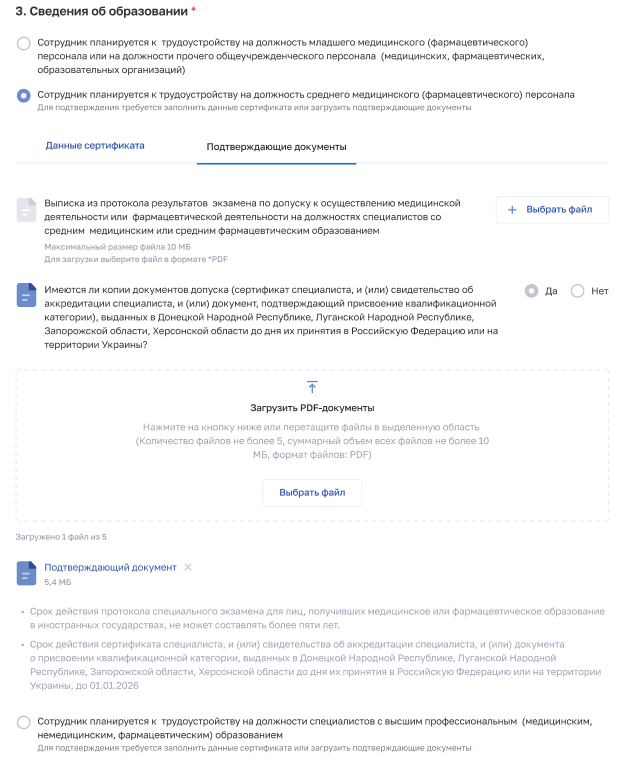 3. Сведения об образовании *
Сотрудник планируется к трудоустройству на должность младшего медицинского (фармацевтического)
персонала или на должности прочего общеучрежденческого персонала (медицинских, фармацевтических,
образовательных организаций)
Сотрудник планируется к трудоустройству на должность среднего медицинского (фармацевтического) персонала
Для подтверждения требуется заполнить данные сертификата или загрузить подтверждающие документы
Данные сертификата
Подтверждающие документы
Выписка из протокола результатов экзамена по допуску к осуществлению медицинской
деятельности или фармацевтической деятельности на должностях специалистов со
средним медицинским или средним фармацевтическим образованием
+ Выбрать файл
Максимальный размер файла 10 МБ
Для загрузки выберите файл в формате *PDF
Имеются ли копии документов допуска (сертификат специалиста, и (или) свидетельство об
аккредитации специалиста, и (или) документ, подтверждающий присвоение квалификационной
категории), выданных в Донецкой Народной Республике, Луганской Народной Республике,
Запорожской области, Херсонской области до дня их принятия в Российскую Федерацию или на
территории Украины?
Да
Нет
Загрузить PDF-документы
Нажмите на кнопку ниже или перетащите файлы в выделенную область
(Количество файлов не более 5, суммарный объем всех файлов не более 10
МБ, формат файлов: PDF)
Выбрать файл
Загружено 1 файл из 5
Подтверждающий документ
5,4 МБ
• Срок действия протокола специального экзамена для лиц, получивших медицинское или фармацевтическое образование
в иностранных государствах, не может составлять более пяти лет.
• Срок действия сертификата специалиста, и (или) свидетельства об аккредитации специалиста, и (или) документа
о присвоении квалификационной категории, выданных в Донецкой Народной Республике, Луганской Народной
Республике, Запорожской области, Херсонской области до дня их принятия в Российскую Федерацию или на территории
Украины, до 01.01.2026
Сотрудник планируется к трудоустройству на должности специалистов с высшим профессиональным (медицинским,
немедицинским, фармацевтическим) образованием
Для подтверждения требуется заполнить данные сертификата или загрузить подтверждающие документы